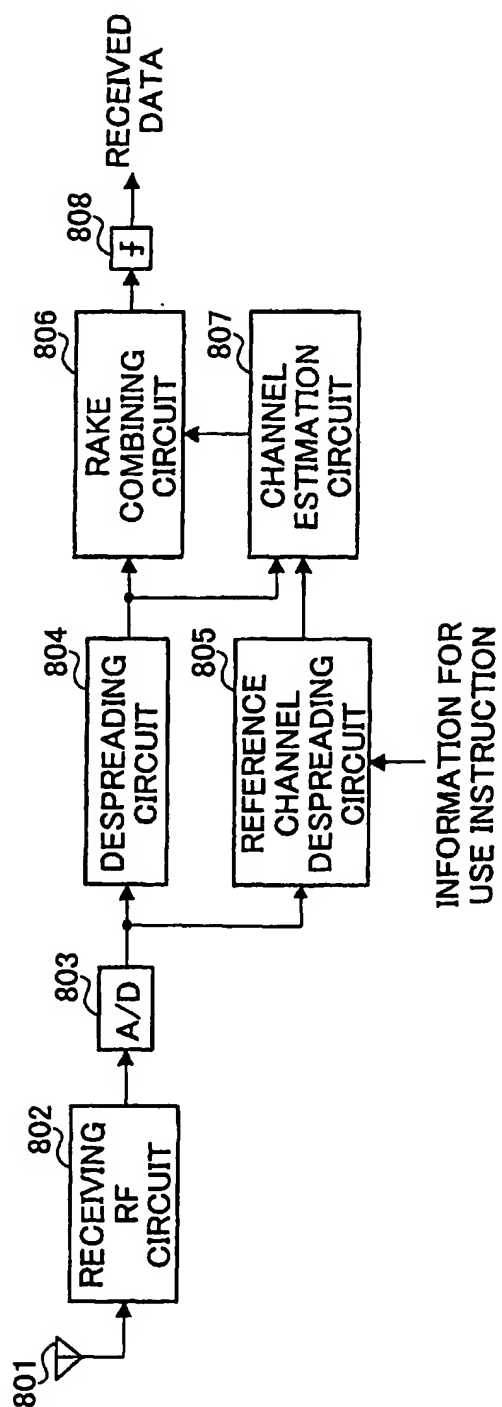 801
802
RECEIVING
RF
CIRCUIT
803
A/D
804
DESPREADING
CIRCUIT
805
REFERENCE
CHANNEL
DESPREADING
CIRCUIT
INFORMATION FOR
USE INSTRUCTION
806
RAKE
COMBINING
CIRCUIT
807
CHANNEL
ESTIMATION
CIRCUIT
808
RECEIVED
DATA